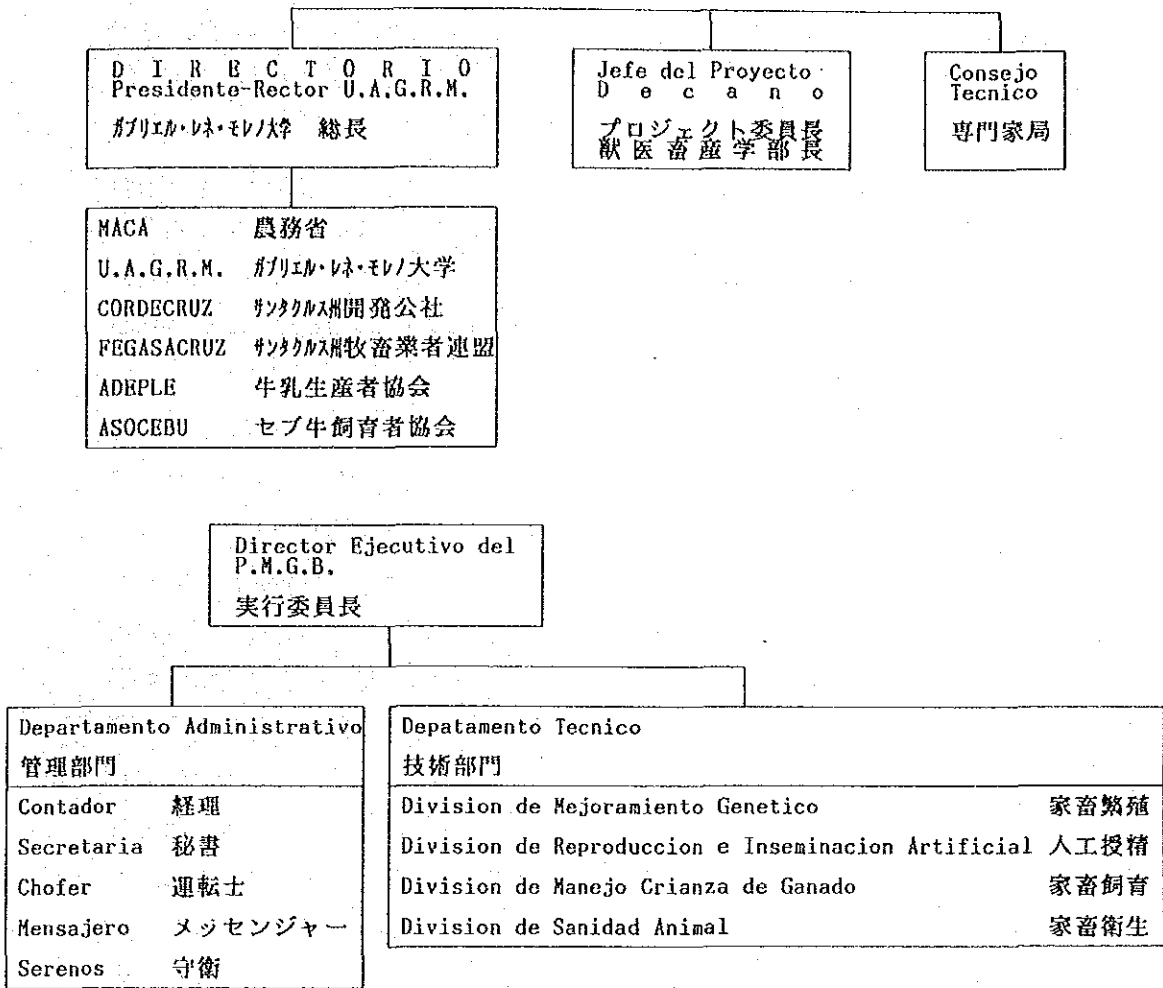 D I R E C T O R I O
Presidente-Rector U.A.G.R.M.
ガブリエル・レネ・モレノ大学 総長
Jefe del Proyecto
D e c a n o
プロジェクト委員長
獣医畜産学部長
Consejo
Tecnico
専門家局
MACA 農務省
U.A.G.R.M. ガブリエル・レネ・モレノ大学
CORDECRUZ サンタクルス州開発公社
FEGASACRUZ サンタクルス州牧畜業者連盟
ADEPLE 牛乳生産者協会
ASOCEBU セブ牛飼育者協会
Director Ejecutivo del
P.M.G.B.
実行委員長
Departamento Administrativo
管理部門
Contador 経理
Secretaria 秘書
Chofer 運転士
Mensajero メッセンジャー
Serenos 守衛
Depatamento Tecnico
技術部門
Division de Mejoramiento Genetico 家畜繁殖
Division de Reproduccion e Inseminacion Artificial 人工授精
Division de Manejo Crianza de Ganado 家畜飼育
Division de Sanidad Animal 家畜衛生